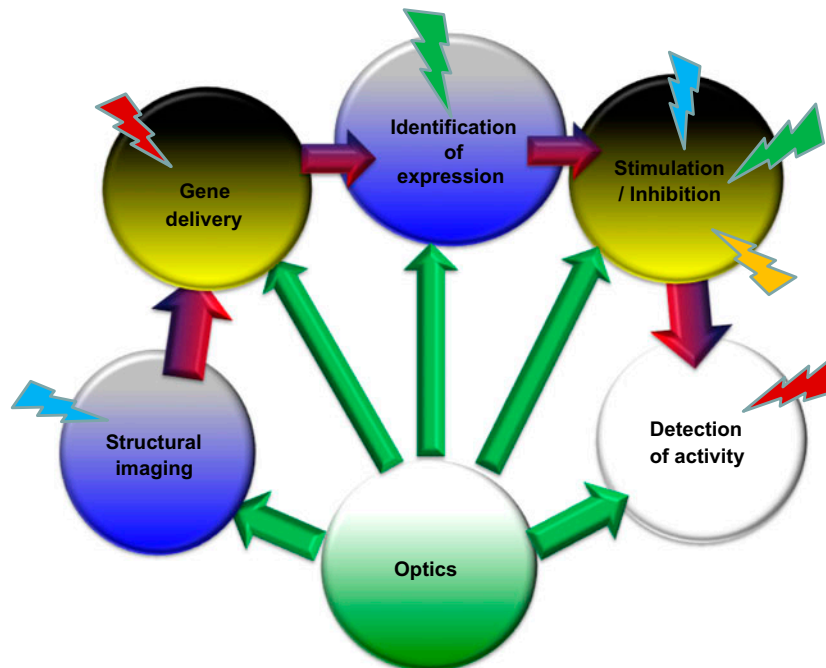 Identification
of
expression
Gene
delivery
Stimulation
/ Inhibition
Structural
imaging
Detection
of activity
Optics